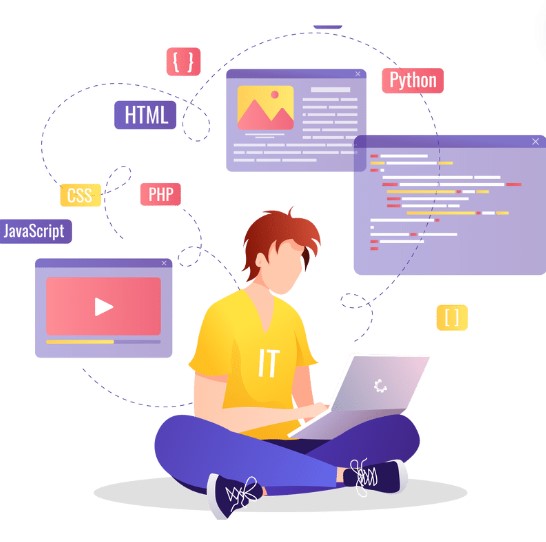 { }
Python
HTML
CSS
PHP
JavaScript
[ ]
IT